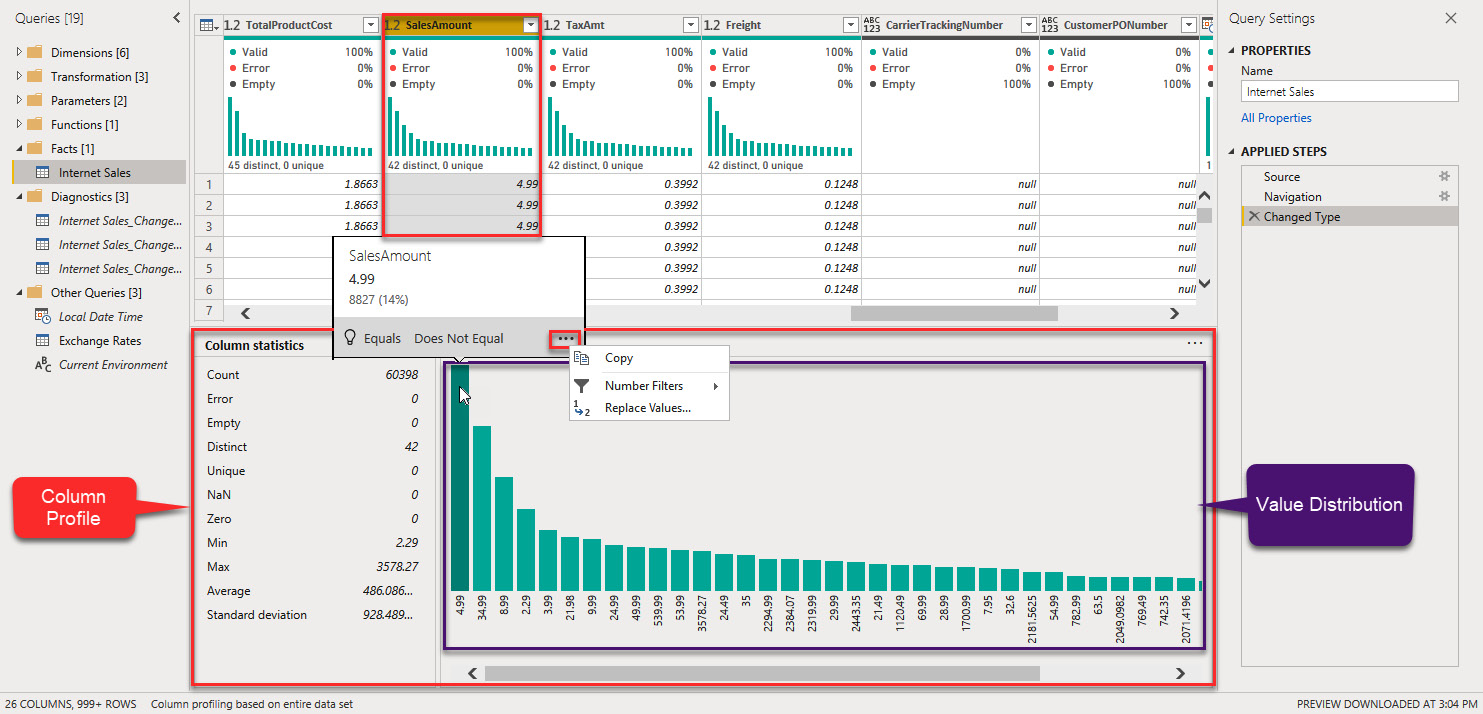 Queries [19]
Dimensions [6]
Transformation [3]
Parameters [2]
Functions [1]
Facts [1]
Internet Sales
Diagnostics [3]
Internet Sales_Change...
Internet Sales_Change...
Internet Sales_Change...
Other Queries [3]
Local Date Time
Exchange Rates
ABC Current Environment
1.2 TotalProductCost
Valid 100%
Error 0%
Empty 0%
45 distinct, 0 unique
1.2 SalesAmount
Valid 100%
Error 0%
Empty 0%
42 distinct, 0 unique
1.2 TaxAmt
Valid 100%
Error 0%
Empty 0%
42 distinct, 0 unique
1.2 Freight
Valid 100%
Error 0%
Empty 0%
42 distinct, 0 unique
ABC 123 CarrierTrackingNumber
Valid 0%
Error 0%
Empty 100%
ABC 123 CustomerPONumber
Valid 0%
Error 0%
Empty 100%
1
1 1.8663 4.99 0.3992 0.1248 null null
2 1.8663 4.99 0.3992 0.1248 null null
3 1.8663 4.99 0.3992 0.1248 null null
4 0.3992 0.1248 null null
5 0.3992 0.1248 null null
6 0.3992 0.1248 null null
7
SalesAmount
4.99
8827 (14%)
Equals Does Not Equal ...
Copy
Number Filters
1 2 Replace Values...
Column statistics ...
Count 60398
Error 0
Empty 0
Distinct 42
Unique 0
NaN 0
Zero 0
Min 2.29
Max 3578.27
Average 486.086...
Standard deviation 928.489...
4.99
34.99
8.99
2.29
3.99
21.98
9.99
24.99
49.99
539.99
53.99
3578.27
24.49
35
2294.99
2384.07
2319.99
29.99
2443.35
21.49
1120.49
69.99
28.99
1700.99
7.95
32.6
2181.5625
54.99
782.99
63.5
2049.0982
769.49
742.35
2071.4196
Column
Profile
Value Distribution
Query Settings
PROPERTIES
Name
Internet Sales
All Properties
APPLIED STEPS
Source
Navigation
Changed Type
26 COLUMNS, 999+ ROWS Column profiling based on entire data set
PREVIEW DOWNLOADED AT 3:04 PM